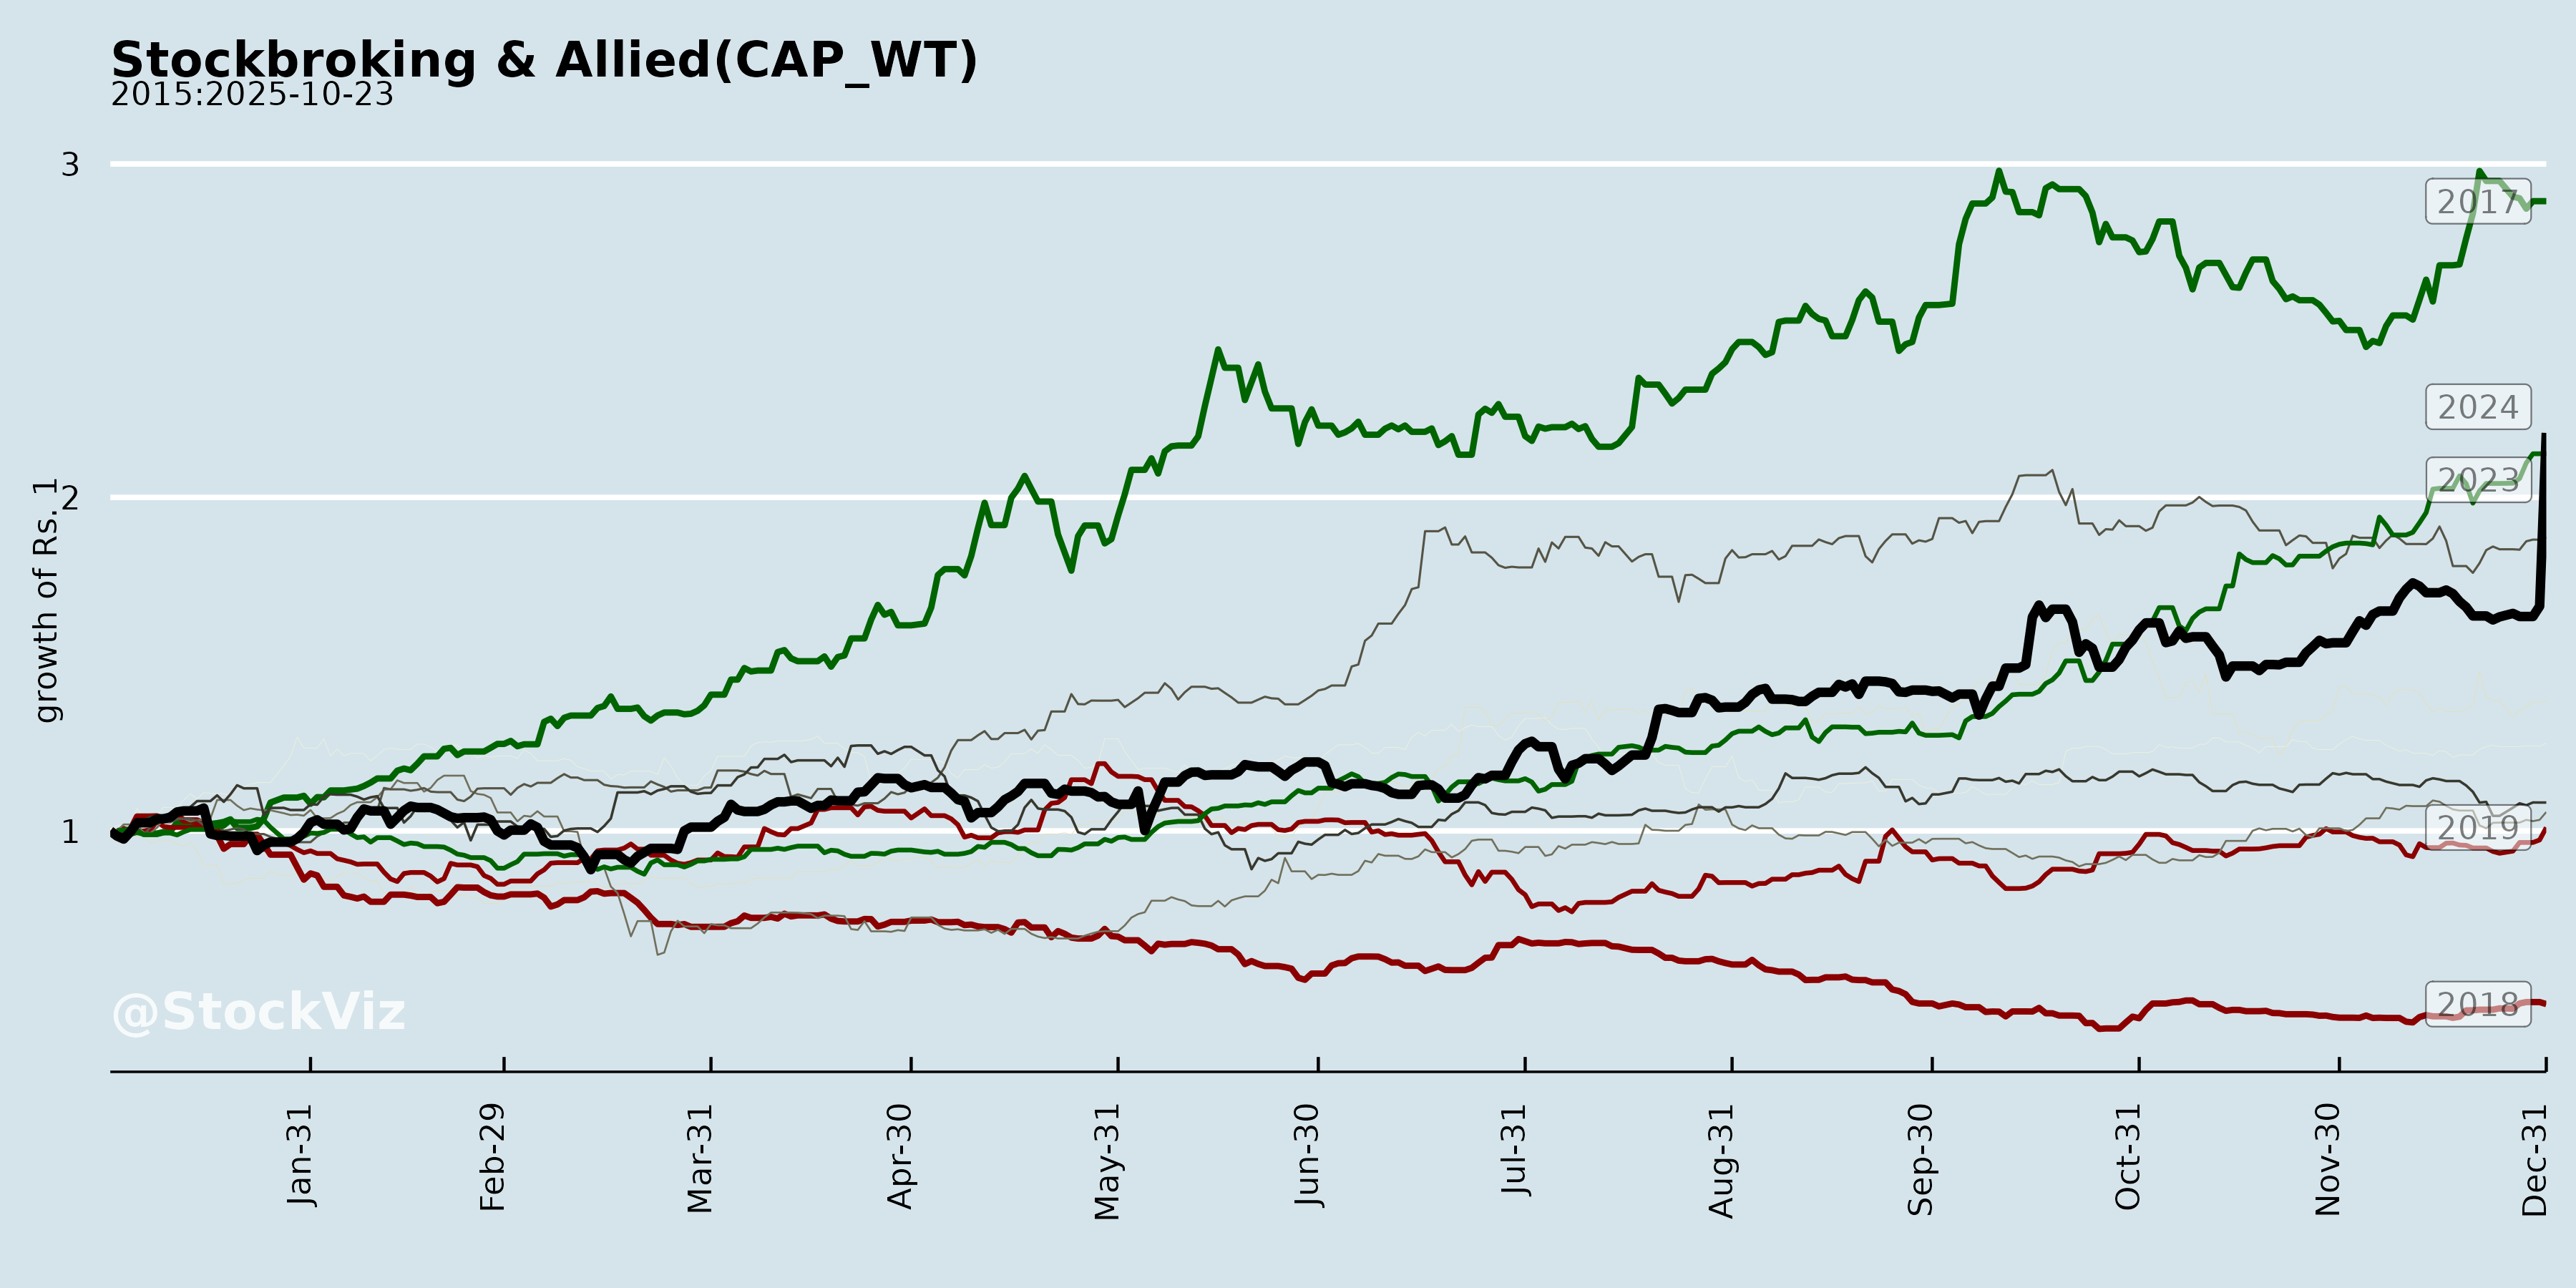 Stockbroking & Allied(CAP_WT)
2015:2025-10-23
growth of Rs. 1
3
2
1
2017
2024
2023
2019
2018
@StockViz
Jan-31
Feb-29
Mar-31
Apr-30
May-31
Jun-30
Jul-31
Aug-31
Sep-30
Oct-31
Nov-30
Dec-31